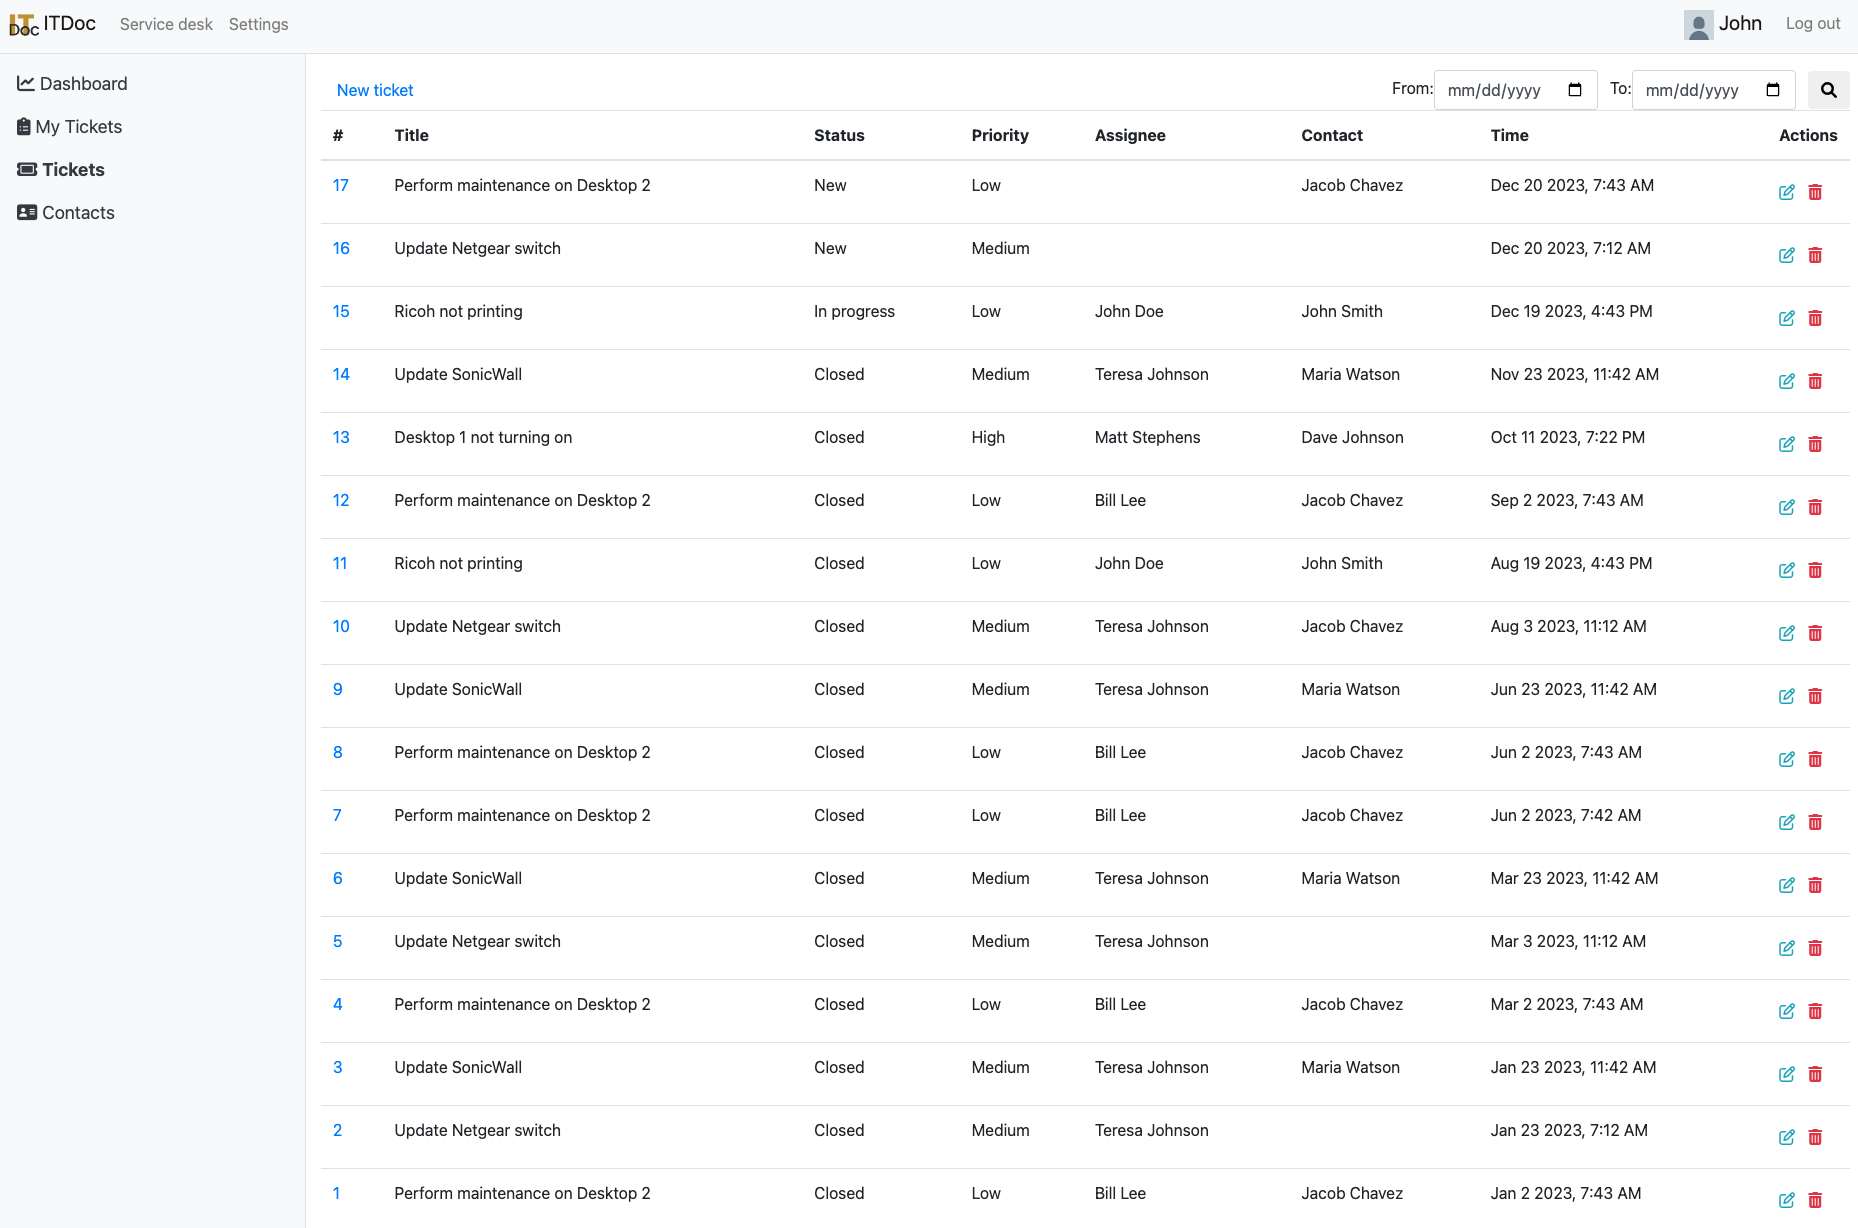 IT Doc ITDoc Service desk Settings John Log out
Dashboard
My Tickets
Tickets
Contacts
New ticket From: mm/dd/yyyy To: mm/dd/yyyy
# Title Status Priority Assignee Contact Time Actions
17 Perform maintenance on Desktop 2 New Low Jacob Chavez Dec 20 2023, 7:43 AM
16 Update Netgear switch New Medium Dec 20 2023, 7:12 AM
15 Ricoh not printing In progress Low John Doe John Smith Dec 19 2023, 4:43 PM
14 Update SonicWall Closed Medium Teresa Johnson Maria Watson Nov 23 2023, 11:42 AM
13 Desktop 1 not turning on Closed High Matt Stephens Dave Johnson Oct 11 2023, 7:22 PM
12 Perform maintenance on Desktop 2 Closed Low Bill Lee Jacob Chavez Sep 2 2023, 7:43 AM
11 Ricoh not printing Closed Low John Doe John Smith Aug 19 2023, 4:43 PM
10 Update Netgear switch Closed Medium Teresa Johnson Jacob Chavez Aug 3 2023, 11:12 AM
9 Update SonicWall Closed Medium Teresa Johnson Maria Watson Jun 23 2023, 11:42 AM
8 Perform maintenance on Desktop 2 Closed Low Bill Lee Jacob Chavez Jun 2 2023, 7:43 AM
7 Perform maintenance on Desktop 2 Closed Low Bill Lee Jacob Chavez Jun 2 2023, 7:42 AM
6 Update SonicWall Closed Medium Teresa Johnson Maria Watson Mar 23 2023, 11:42 AM
5 Update Netgear switch Closed Medium Teresa Johnson Mar 3 2023, 11:12 AM
4 Perform maintenance on Desktop 2 Closed Low Bill Lee Jacob Chavez Mar 2 2023, 7:43 AM
3 Update SonicWall Closed Medium Teresa Johnson Maria Watson Jan 23 2023, 11:42 AM
2 Update Netgear switch Closed Medium Teresa Johnson Jan 23 2023, 7:12 AM
1 Perform maintenance on Desktop 2 Closed Low Bill Lee Jacob Chavez Jan 2 2023, 7:43 AM